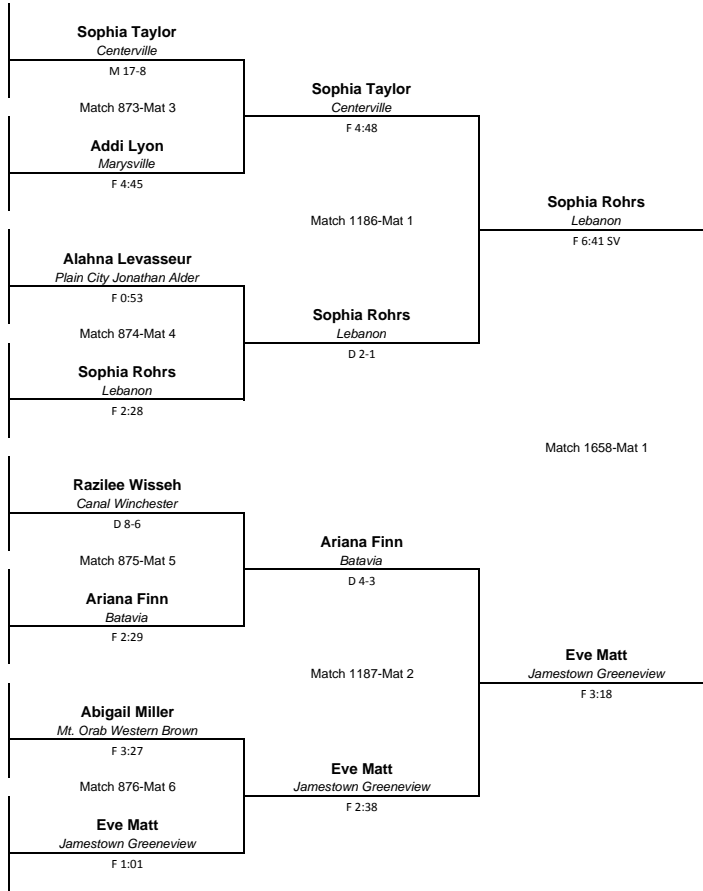 Sophia Taylor
Centerville
M 17-8
Match 873-Mat 3
Addi Lyon
Marysville
F 4:45
Sophia Taylor
Centerville
F 4:48
Match 1186-Mat 1
Alahna Levasseur
Plain City Jonathan Alder
F 0:53
Match 874-Mat 4
Sophia Rohrs
Lebanon
F 2:28
Sophia Rohrs
Lebanon
D 2-1
Sophia Rohrs
Lebanon
F 6:41 SV
Match 1658-Mat 1
Razilee Wisseh
Canal Winchester
D 8-6
Match 875-Mat 5
Ariana Finn
Batavia
F 2:29
Ariana Finn
Batavia
D 4-3
Match 1187-Mat 2
Abigail Miller
Mt. Orab Western Brown
F 3:27
Match 876-Mat 6
Eve Matt
Jamestown Greeneview
F 1:01
Eve Matt
Jamestown Greeneview
F 2:38
Eve Matt
Jamestown Greeneview
F 3:18